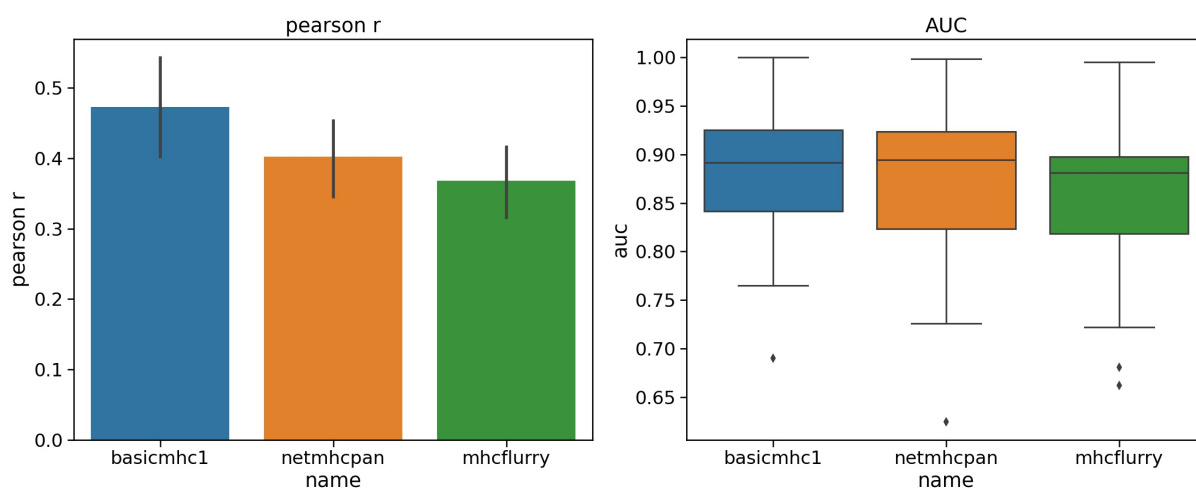 pearson r
pearson r
0.5
0.4
0.3
0.2
0.1
0.0
basicmhc1 netmhcpan mhcflurry
name
AUC
auc
1.00
0.95
0.90
0.85
0.80
0.75
0.70
0.65
basicmhc1 netmhcpan mhcflurry
name